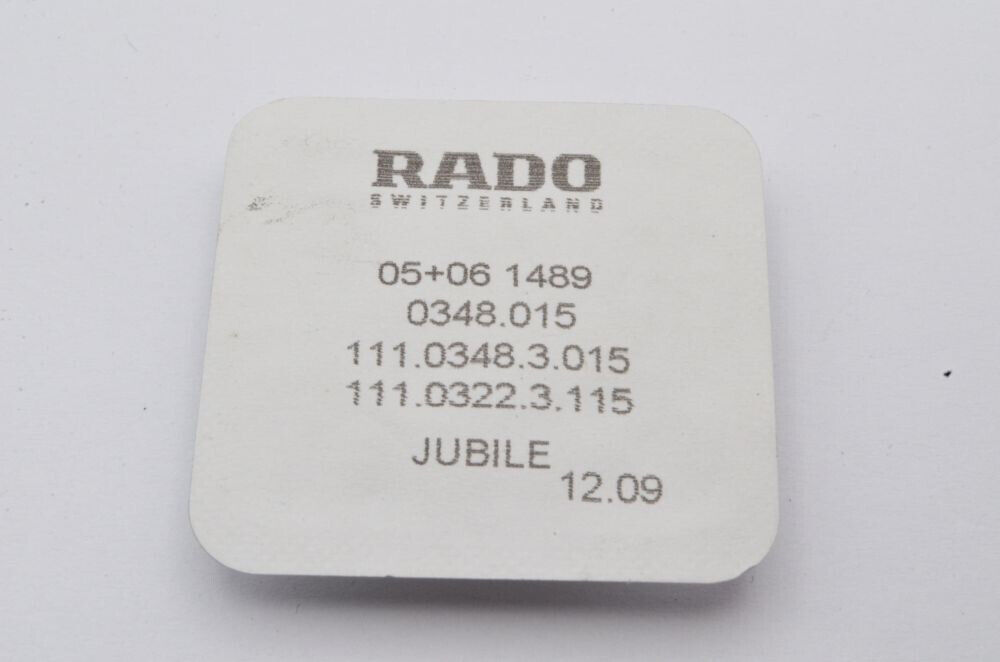 RADO
SWITZERLAND
05+06 1489
0348.015
111.0348.3.015
111.0322.3.115
JUBILE
12.09